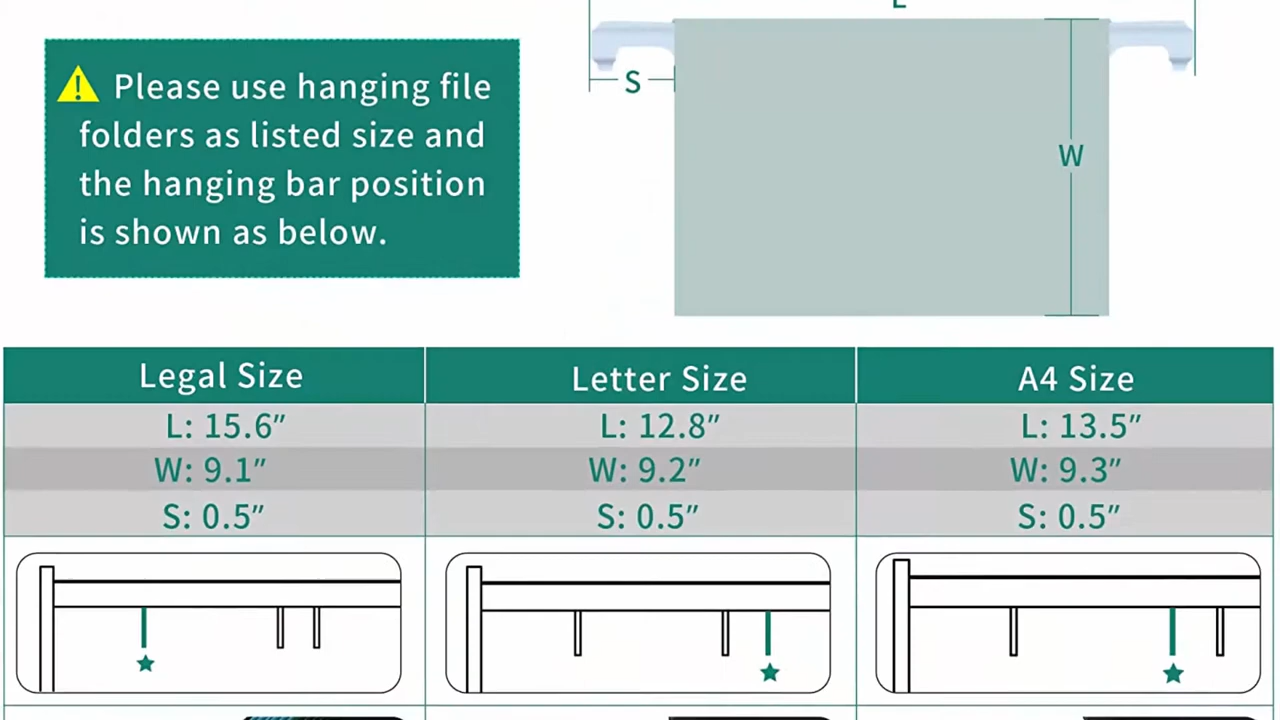 L
Please use hanging file
folders as listed size and
the hanging bar position
is shown as below.
S
W
Legal Size
Letter Size
A4 Size
L: 15.6″
L: 12.8″
L: 13.5″
W: 9.1″
W: 9.2″
W: 9.3″
S: 0.5″
S: 0.5″
S: 0.5″